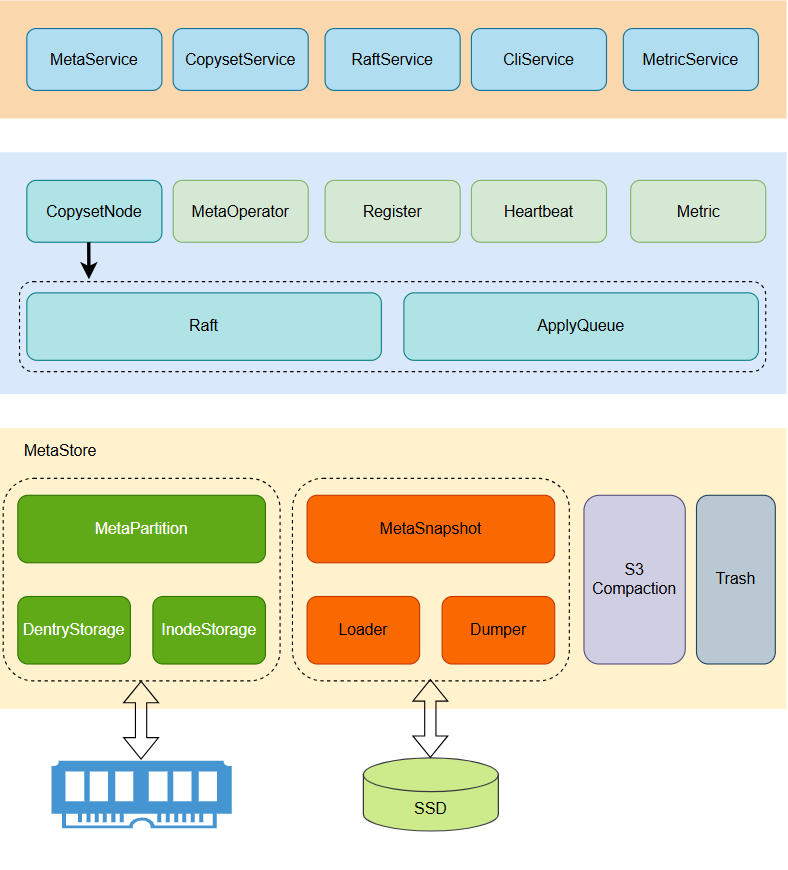 MetaService
CopysetService
RaftService
CliService
MetricService
CopysetNode
MetaOperator
Register
Heartbeat
Metric
Raft
ApplyQueue
MetaStore
MetaPartition
MetaSnapshot
S3
Compaction
Trash
DentryStorage
InodeStorage
Loader
Dumper
SSD